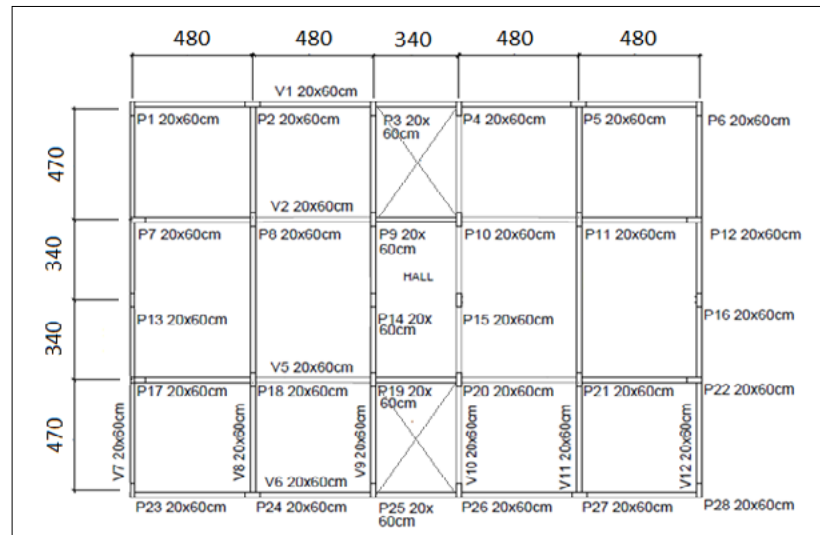 480 480 340 480 480
V1 20x60cm
P1 20x60cm P2 20x60cm P3 20x P4 20x60cm P5 20x60cm P6 20x60cm
60cm
470
V2 20x60cm
P7 20x60cm P8 20x60cm P9 20x P10 20x60cm P11 20x60cm P12 20x60cm
60cm
340
HALL
P13 20x60cm P14 20x P15 20x60cm P16 20x60cm
60cm
340
V5 20x60cm
P17 20x60cm P18 20x60cm P19 20x P20 20x60cm P21 20x60cm P22 20x60cm
60cm
470
V7 20x60cm V8 20x60cm V9 20x60cm V10 20x60cm V11 20x60cm V12 20x60cm
V6 20x60cm
P23 20x60cm P24 20x60cm P25 20x P26 20x60cm P27 20x60cm P28 20x60cm
60cm